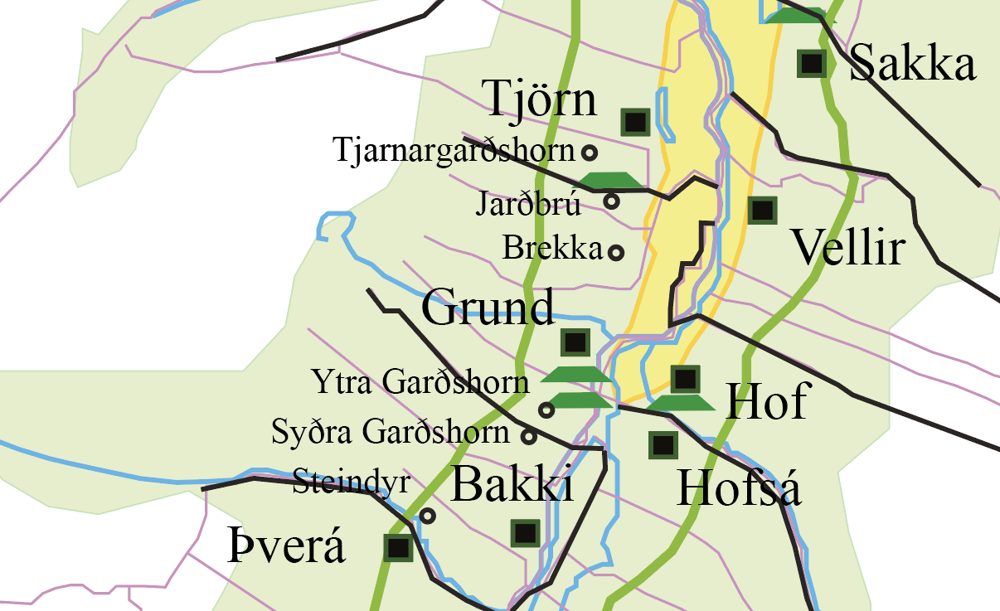 Sakka
Tjörn
Tjarnargarðshorn
Jarðbrú
Brekka
Vellir
Grund
Ytra Garðshorn
Hof
Syðra Garðshorn
Steindyr
Bakki
Hofsá
Þverá